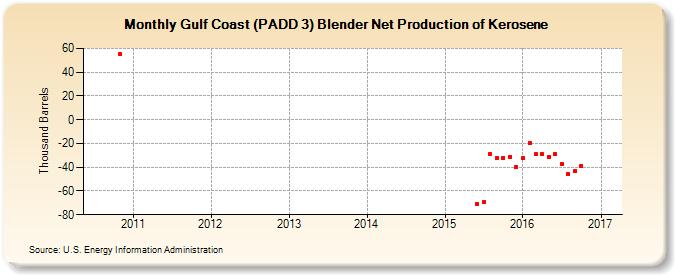 Monthly Gulf Coast (PADD 3) Blender Net Production of Kerosene
Thousand Barrels
60
40
20
0
-20
-40
-60
-80
2011 2012 2013 2014 2015 2016 2017
Source: U.S. Energy Information Administration